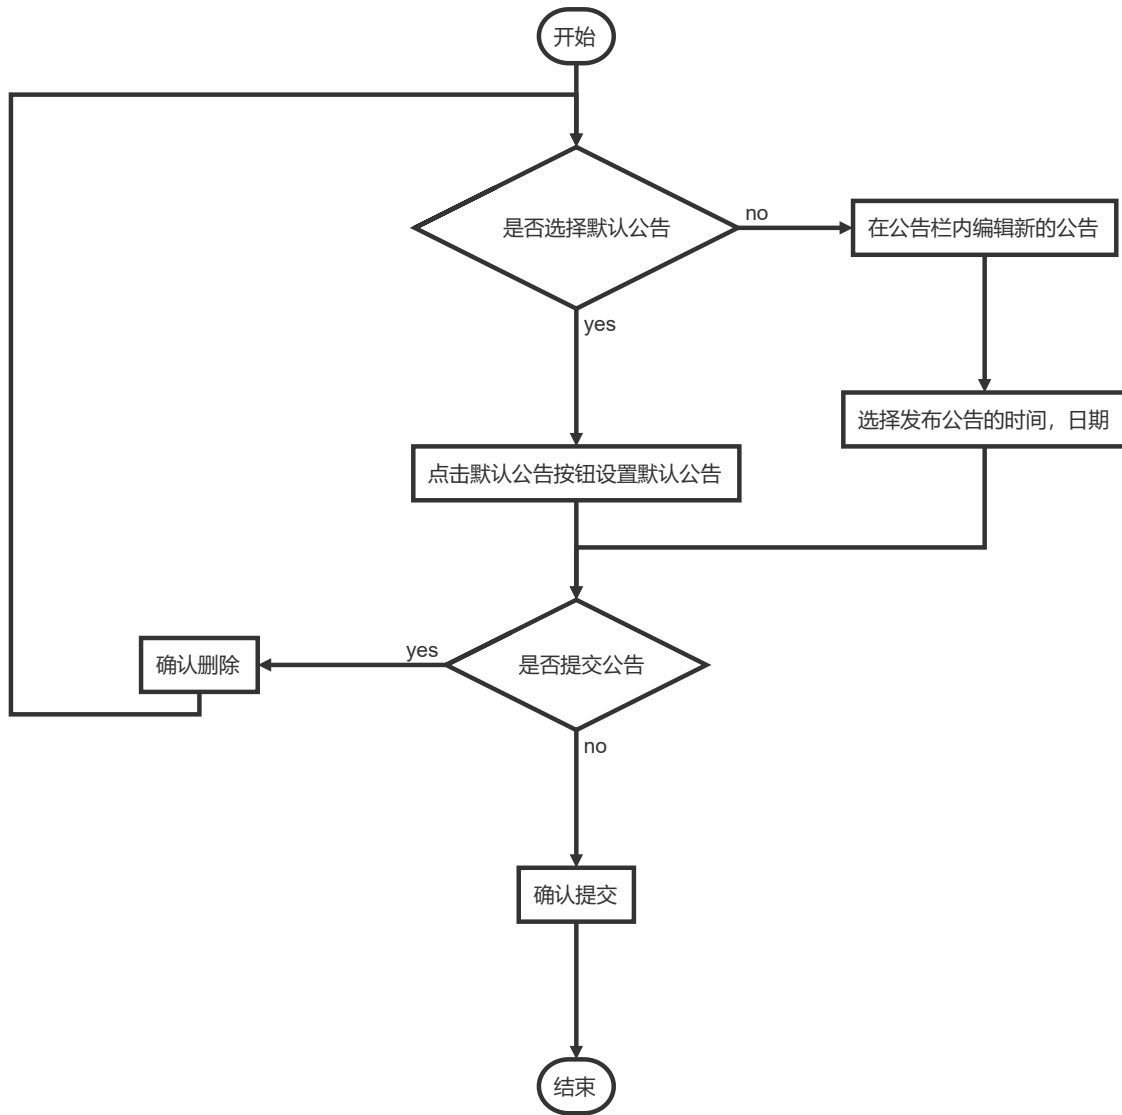 开始
是否选择默认公告
no
在公告栏内编辑新的公告
yes
选择发布公告的时间，日期
点击默认公告按钮设置默认公告
确认删除
yes
是否提交公告
no
确认提交
结束